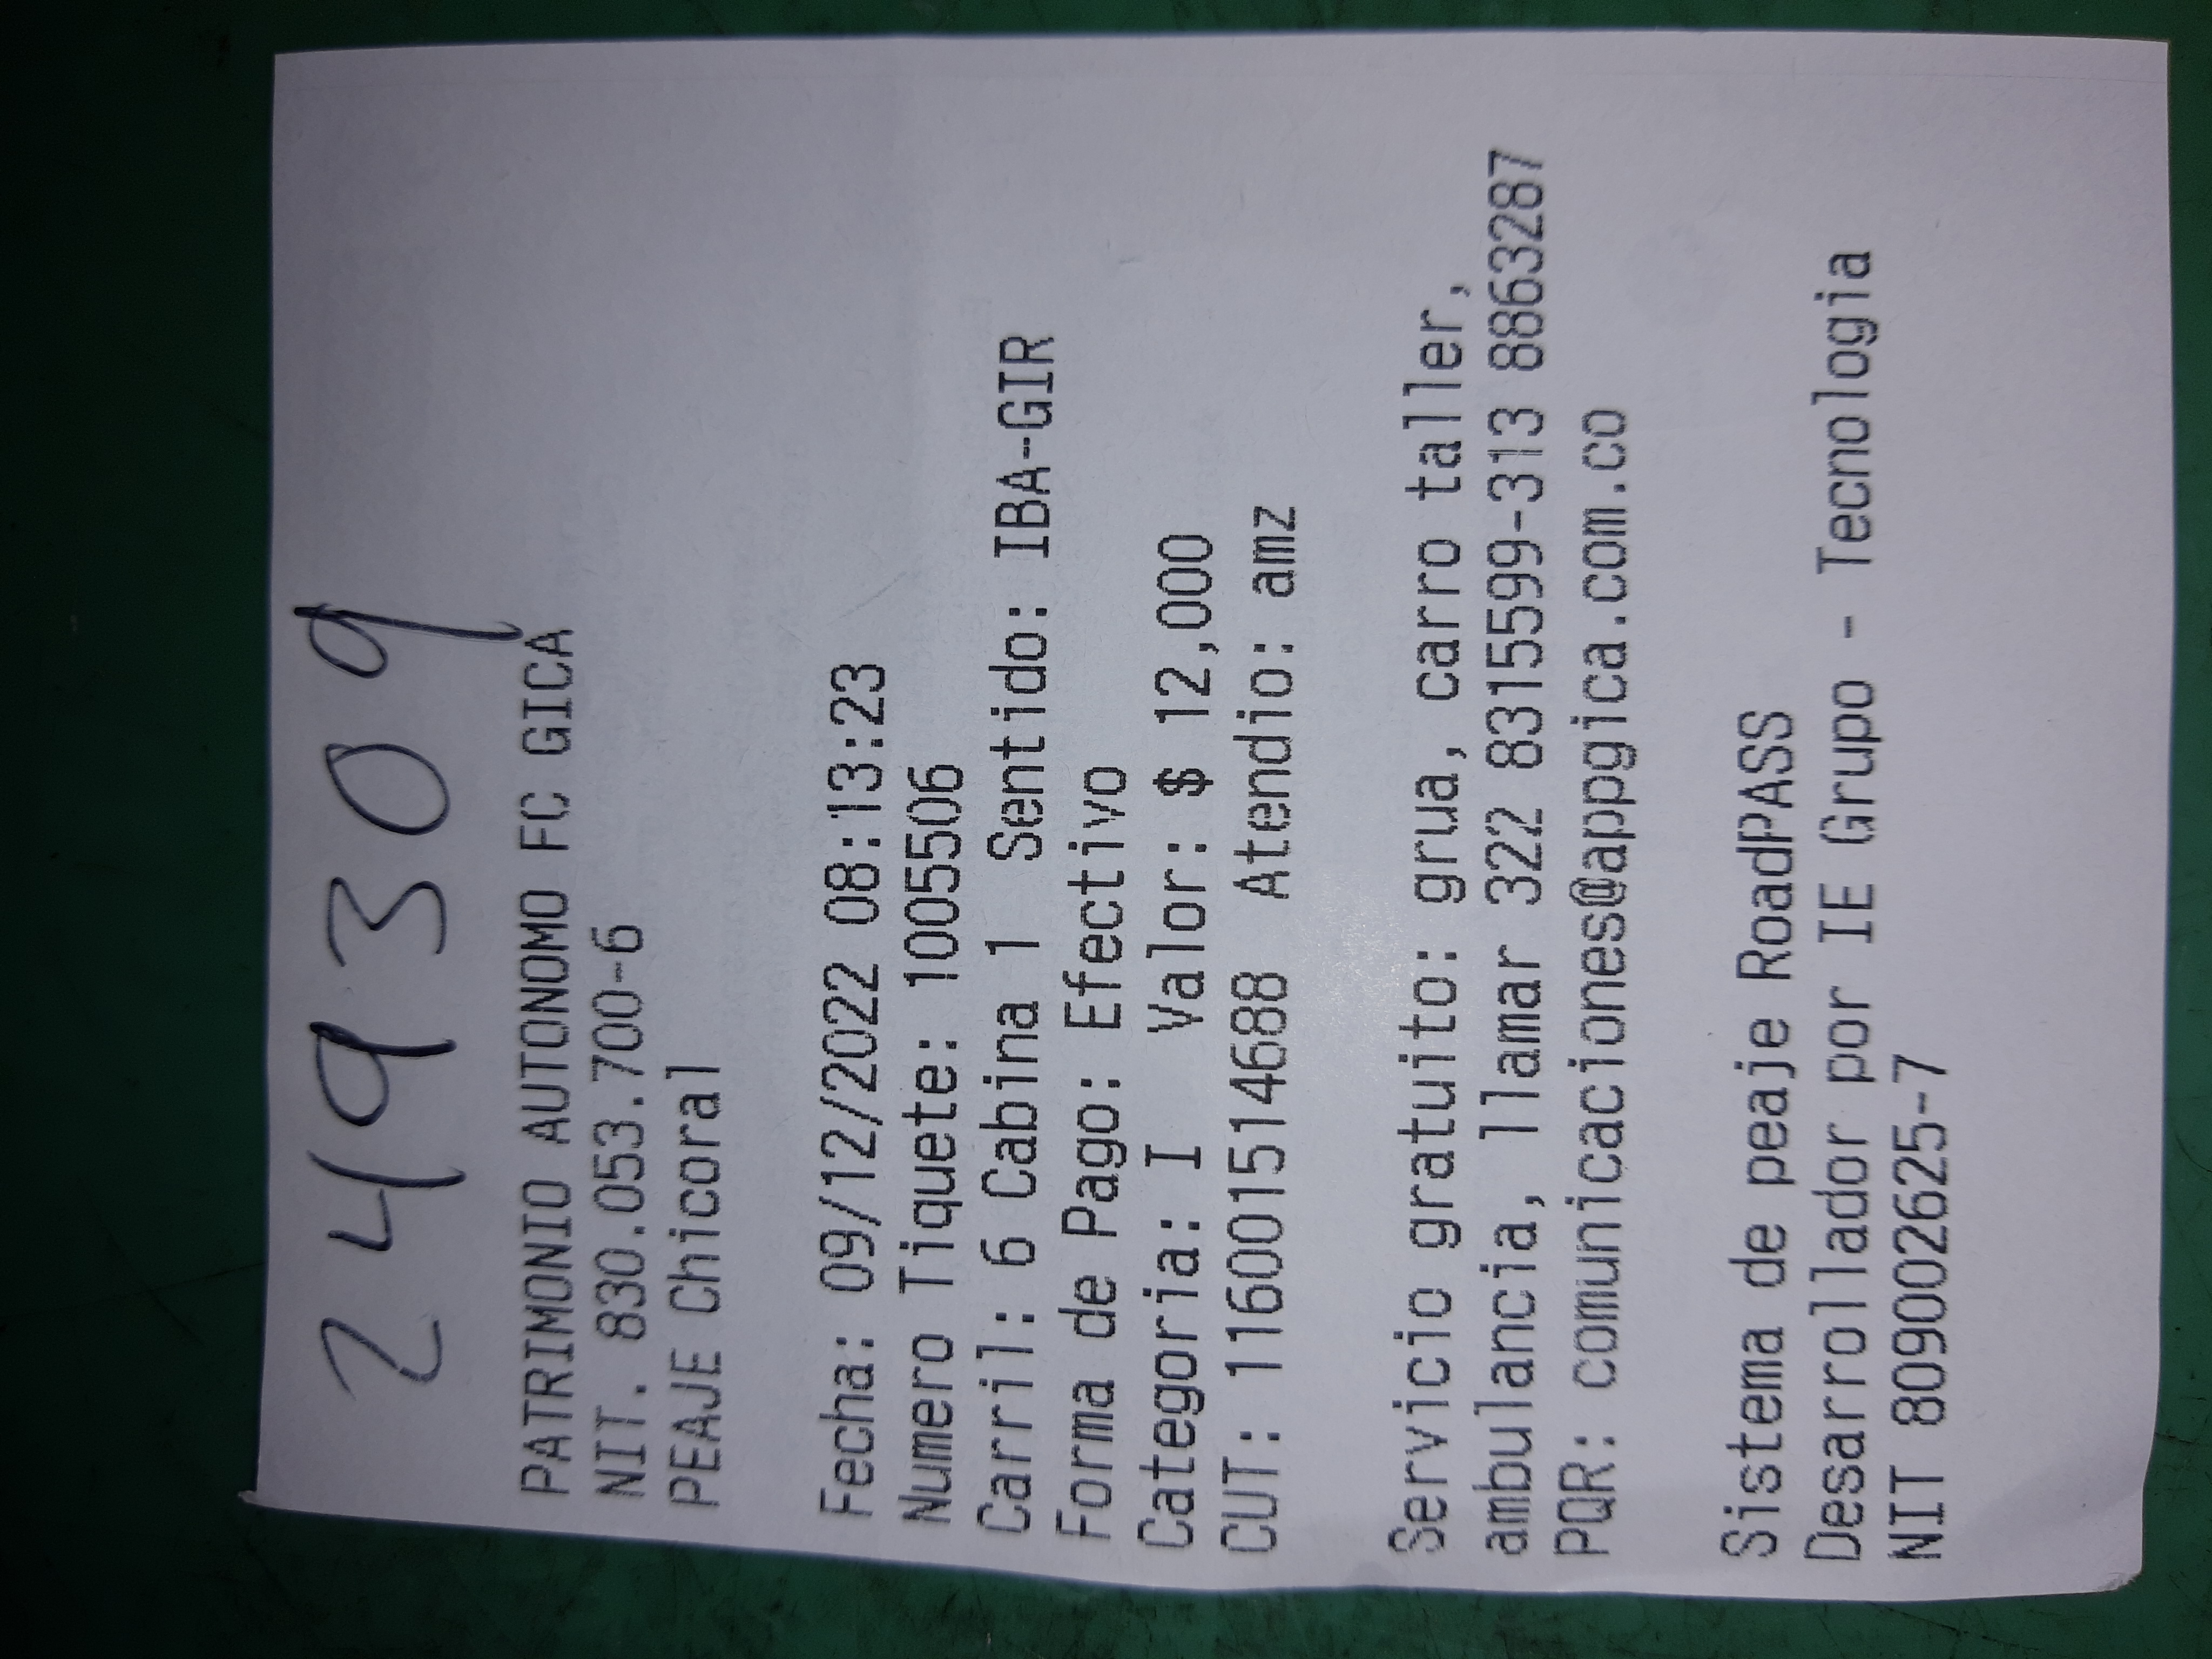 249309
PATRIMONIO AUTONOMO FC GICA
NIT. 830.053.700-6
PEAJE Chicoral
Fecha: 09/12/2022 08:13:23
Numero Tiquete: 1005506
Carril: 6 Cabina 1 Sentido: IBA-GIR
Forma de Pago: Efectivo
Categoria: I Valor: $ 12,000
CUT: 116001514688 Atendio: amz
Servicio gratuito: grua, carro taller,
ambulancia, llamar 322 8315599-313 8863287
PQR: comunicaciones@appgica.com.co
Sistema de peaje RoadPASS
Desarrollador por IE Grupo - Tecnologia
NIT 809002625-7